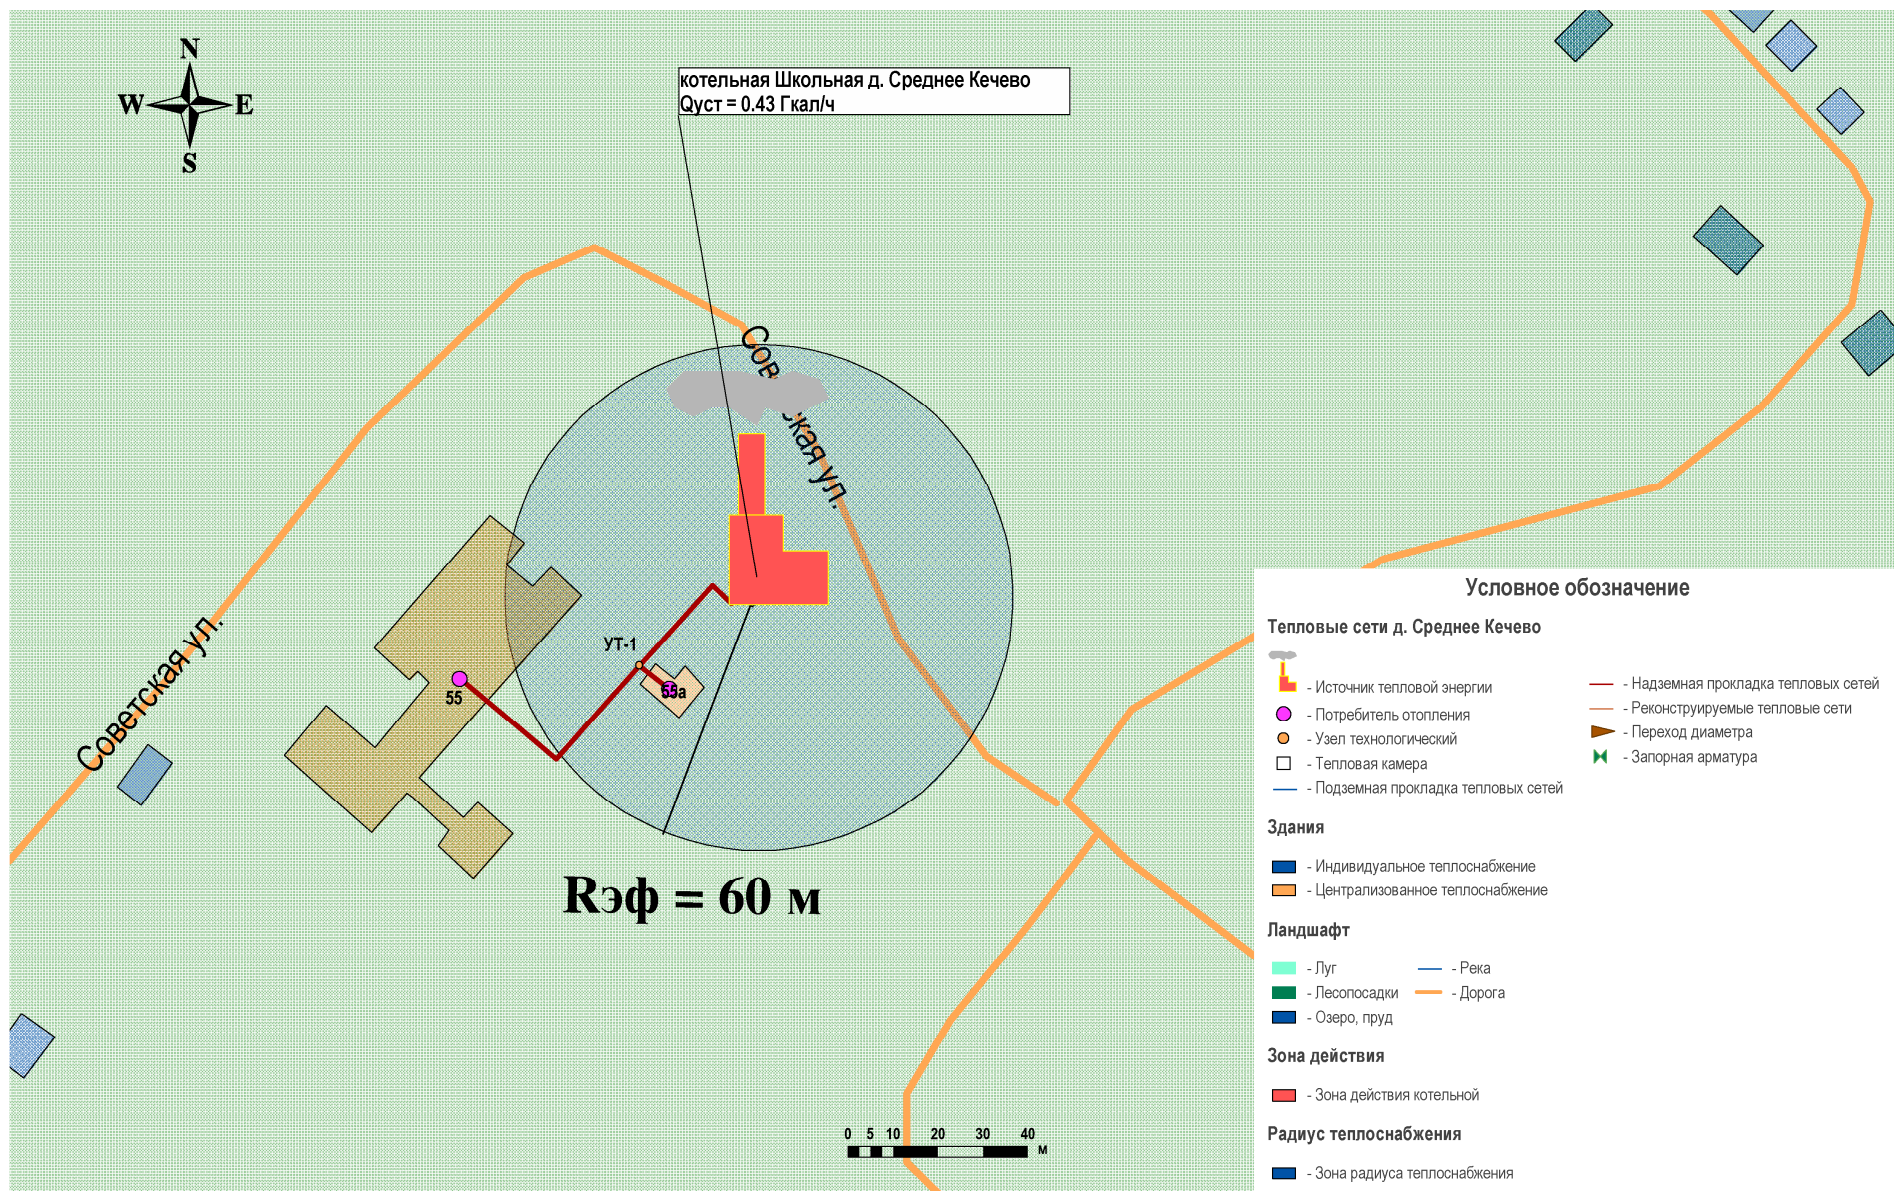 N
W E
S
котельная Школьная д. Среднее Кечево
Qуст = 0.43 Гкал/ч
Советская ул.
Советская ул.
УТ-1
55
55а
Rэф = 60 м
0 5 10 20 30 40
м
Условное обозначение
Тепловые сети д. Среднее Кечево
- Источник тепловой энергии
- Потребитель отопления
- Узел технологический
- Тепловая камера
- Подземная прокладка тепловых сетей
- Надземная прокладка тепловых сетей
- Реконструируемые тепловые сети
- Переход диаметра
- Запорная арматура
Здания
- Индивидуальное теплоснабжение
- Централизованное теплоснабжение
Ландшафт
- Луг
- Лесопосадки
- Озеро, пруд
- Река
- Дорога
Зона действия
- Зона действия котельной
Радиус теплоснабжения
- Зона радиуса теплоснабжения